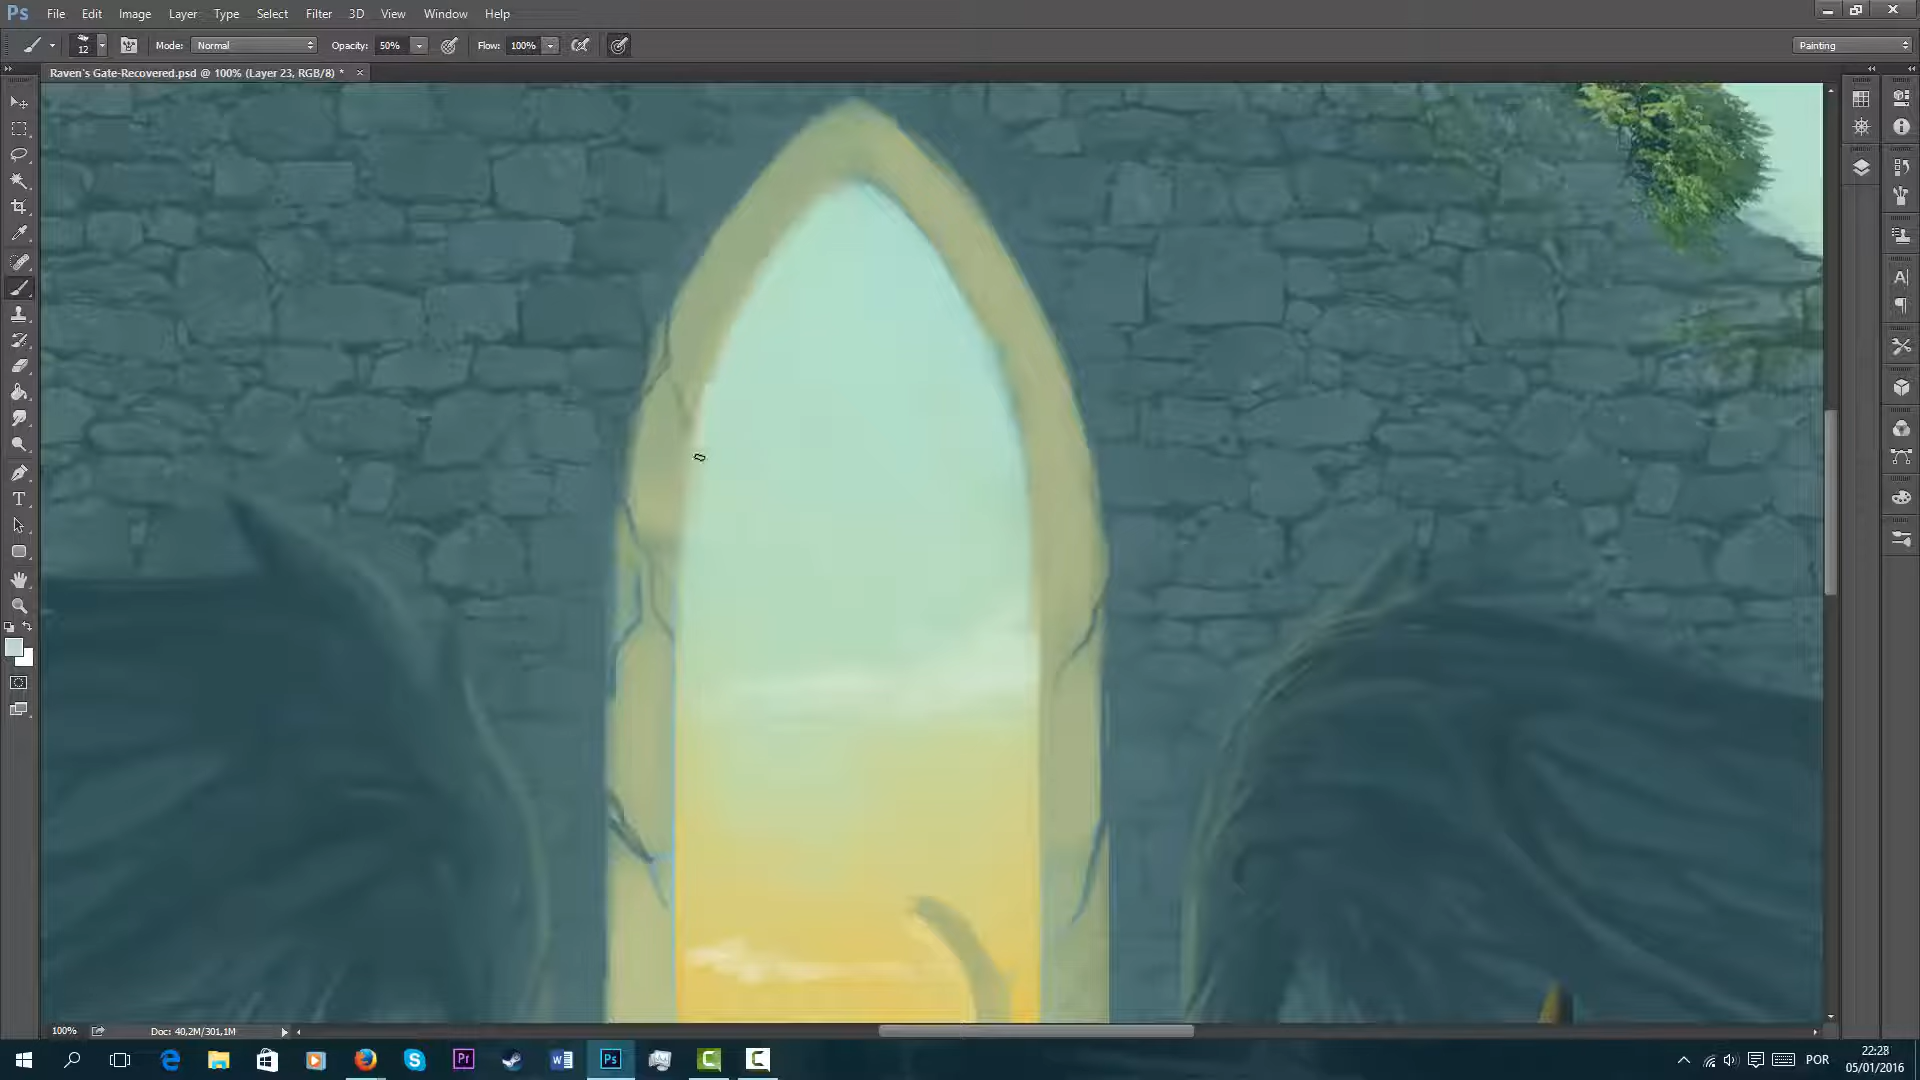 Ps File Edit Image Layer Type Select Filter 3D View Window Help
12 Mode: Normal Opacity: 50% Flow: 100% Painting
Raven's Gate-Recovered.psd @ 100% (Layer 23, RGB/8) * ×
100% Doc: 40,2M/301,1M
Pr Ps POR
22:28
05/01/2016